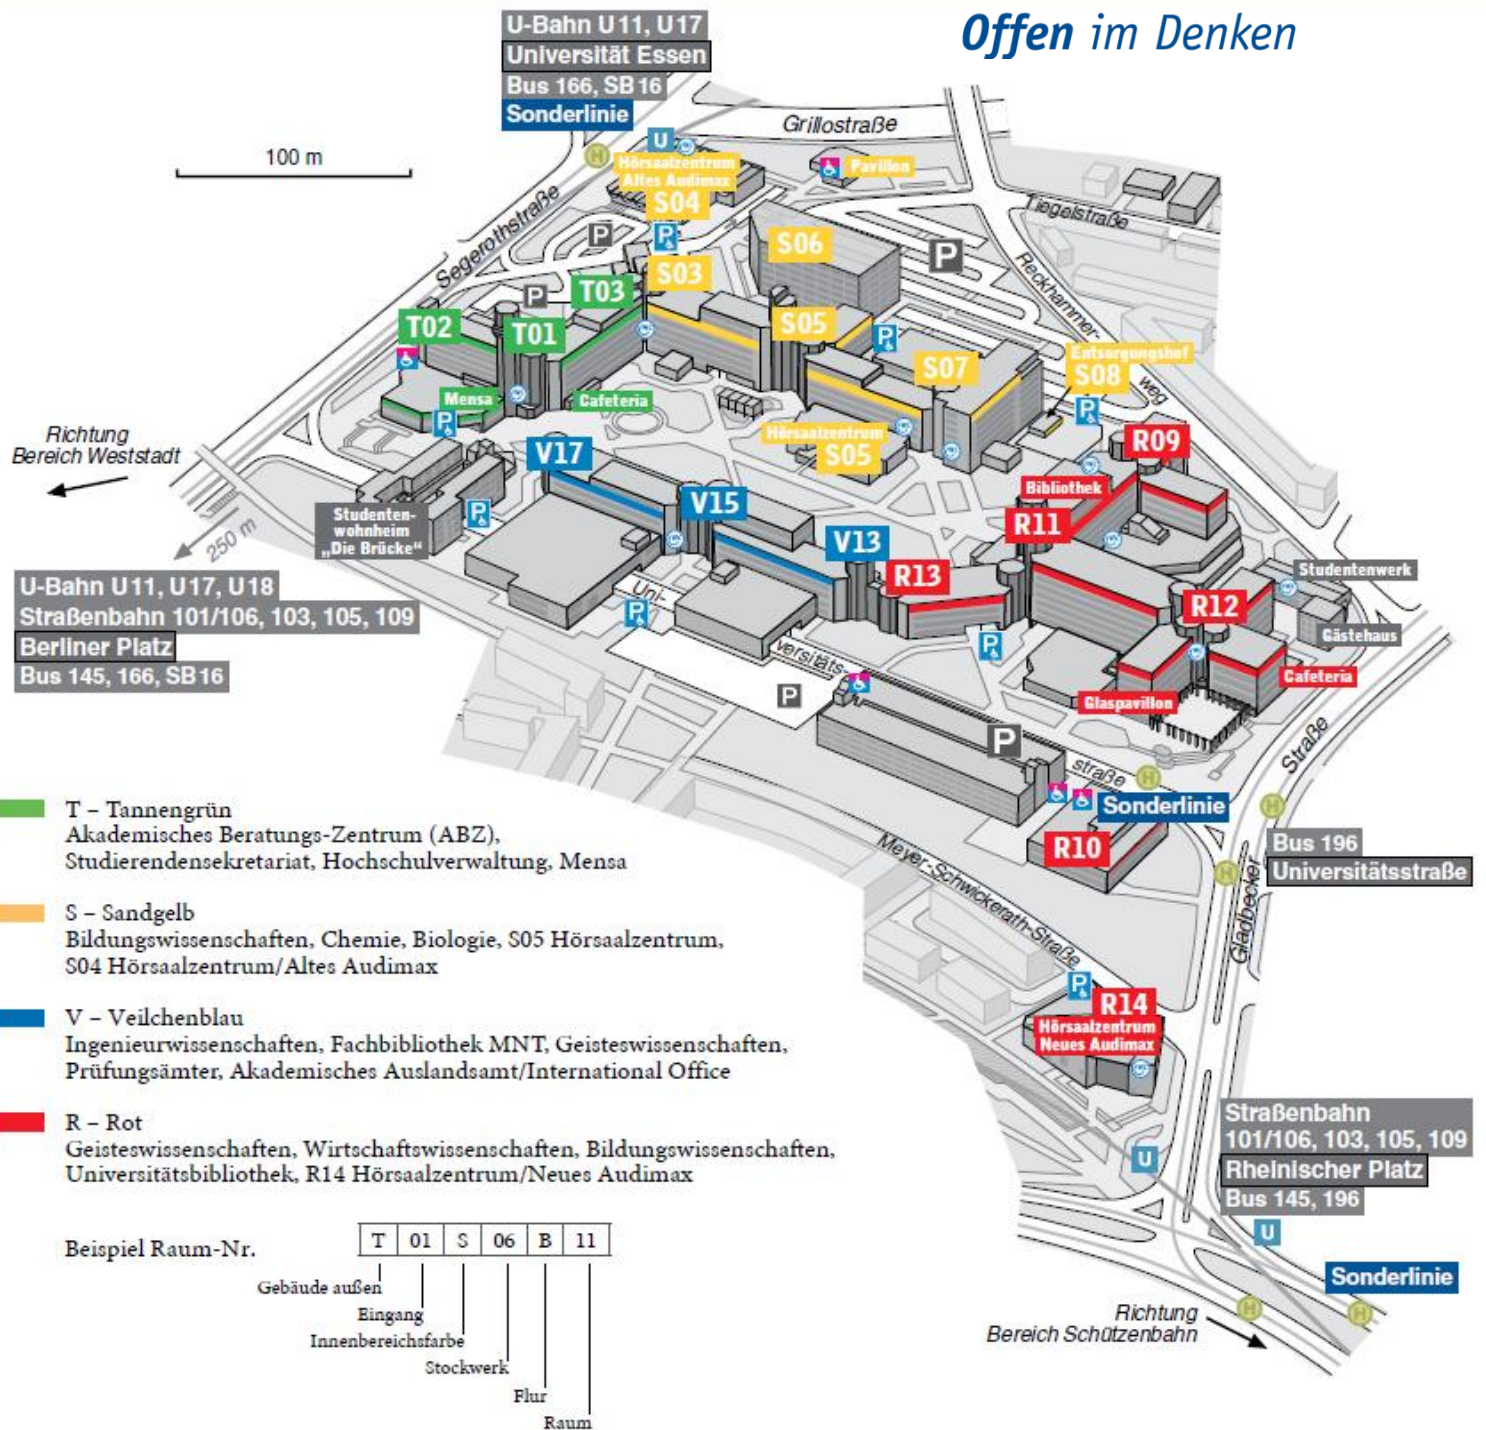 Offen im Denken
U-Bahn U11, U17
Universität Essen
Bus 166, SB16
Sonderlinie
Grillostraße
100 m
U
H
Hörsaalzentrum
Altes Audimax
S04
Pavillon
Segerothstraße
Tiegelstraße
P
P
S06
P
S03
Reckhammer-
weg
T03
P
T02
T01
S05
P
S07
Entsorgungshof
S08
P
Mensa
Cafeteria
P
Hörsaalzentrum
S05
R09
Richtung
Bereich Weststadt
V17
Bibliothek
V15
R11
P
Studenten-
wohnheim
„Die Brücke“
250 m
V13
R13
Studentenwerk
U-Bahn U11, U17, U18
Straßenbahn 101/106, 103, 105, 109
Berliner Platz
Bus 145, 166, SB16
Uni-
P
R12
Gästehaus
P
versitäts-
Cafeteria
P
Glaspavillon
P
straße
H
Straße
Sonderlinie
H
T – Tannengrün
Akademisches Beratungs-Zentrum (ABZ),
Studierendensekretariat, Hochschulverwaltung, Mensa
R10
Bus 196
Universitätsstraße
H
Meyer-Schwickerath-Straße
Gladbecker
S – Sandgelb
Bildungswissenschaften, Chemie, Biologie, S05 Hörsaalzentrum,
S04 Hörsaalzentrum/Altes Audimax
P
R14
Hörsaalzentrum
Neues Audimax
V – Veilchenblau
Ingenieurwissenschaften, Fachbibliothek MNT, Geisteswissenschaften,
Prüfungsämter, Akademisches Auslandsamt/International Office
R – Rot
Geisteswissenschaften, Wirtschaftswissenschaften, Bildungswissenschaften,
Universitätsbibliothek, R14 Hörsaalzentrum/Neues Audimax
Straßenbahn
101/106, 103, 105, 109
Rheinischer Platz
Bus 145, 196
U
U
Beispiel Raum-Nr.
T 01 S 06 B 11
Gebäude außen
Eingang
Innenbereichsfarbe
Stockwerk
Flur
Raum
Sonderlinie
H
H
Richtung
Bereich Schützenbahn